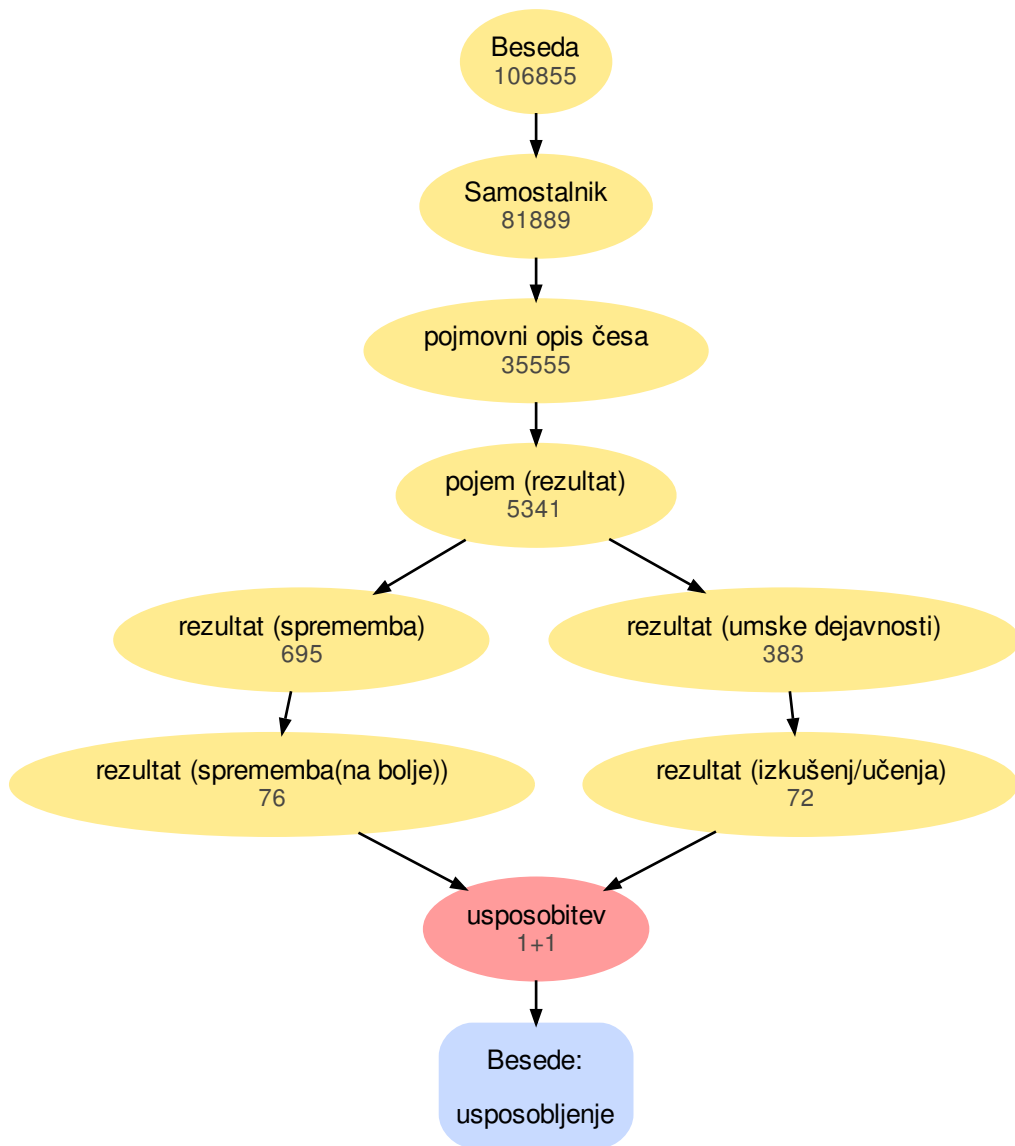 Beseda
106855
Samostalnik
81889
pojmovni opis česa
35555
pojem (rezultat)
5341
rezultat (sprememba)
695
rezultat (umske dejavnosti)
383
rezultat (sprememba(na bolje))
76
rezultat (izkušenj/učenja)
72
usposobitev
1+1
Besede:
usposobljenje